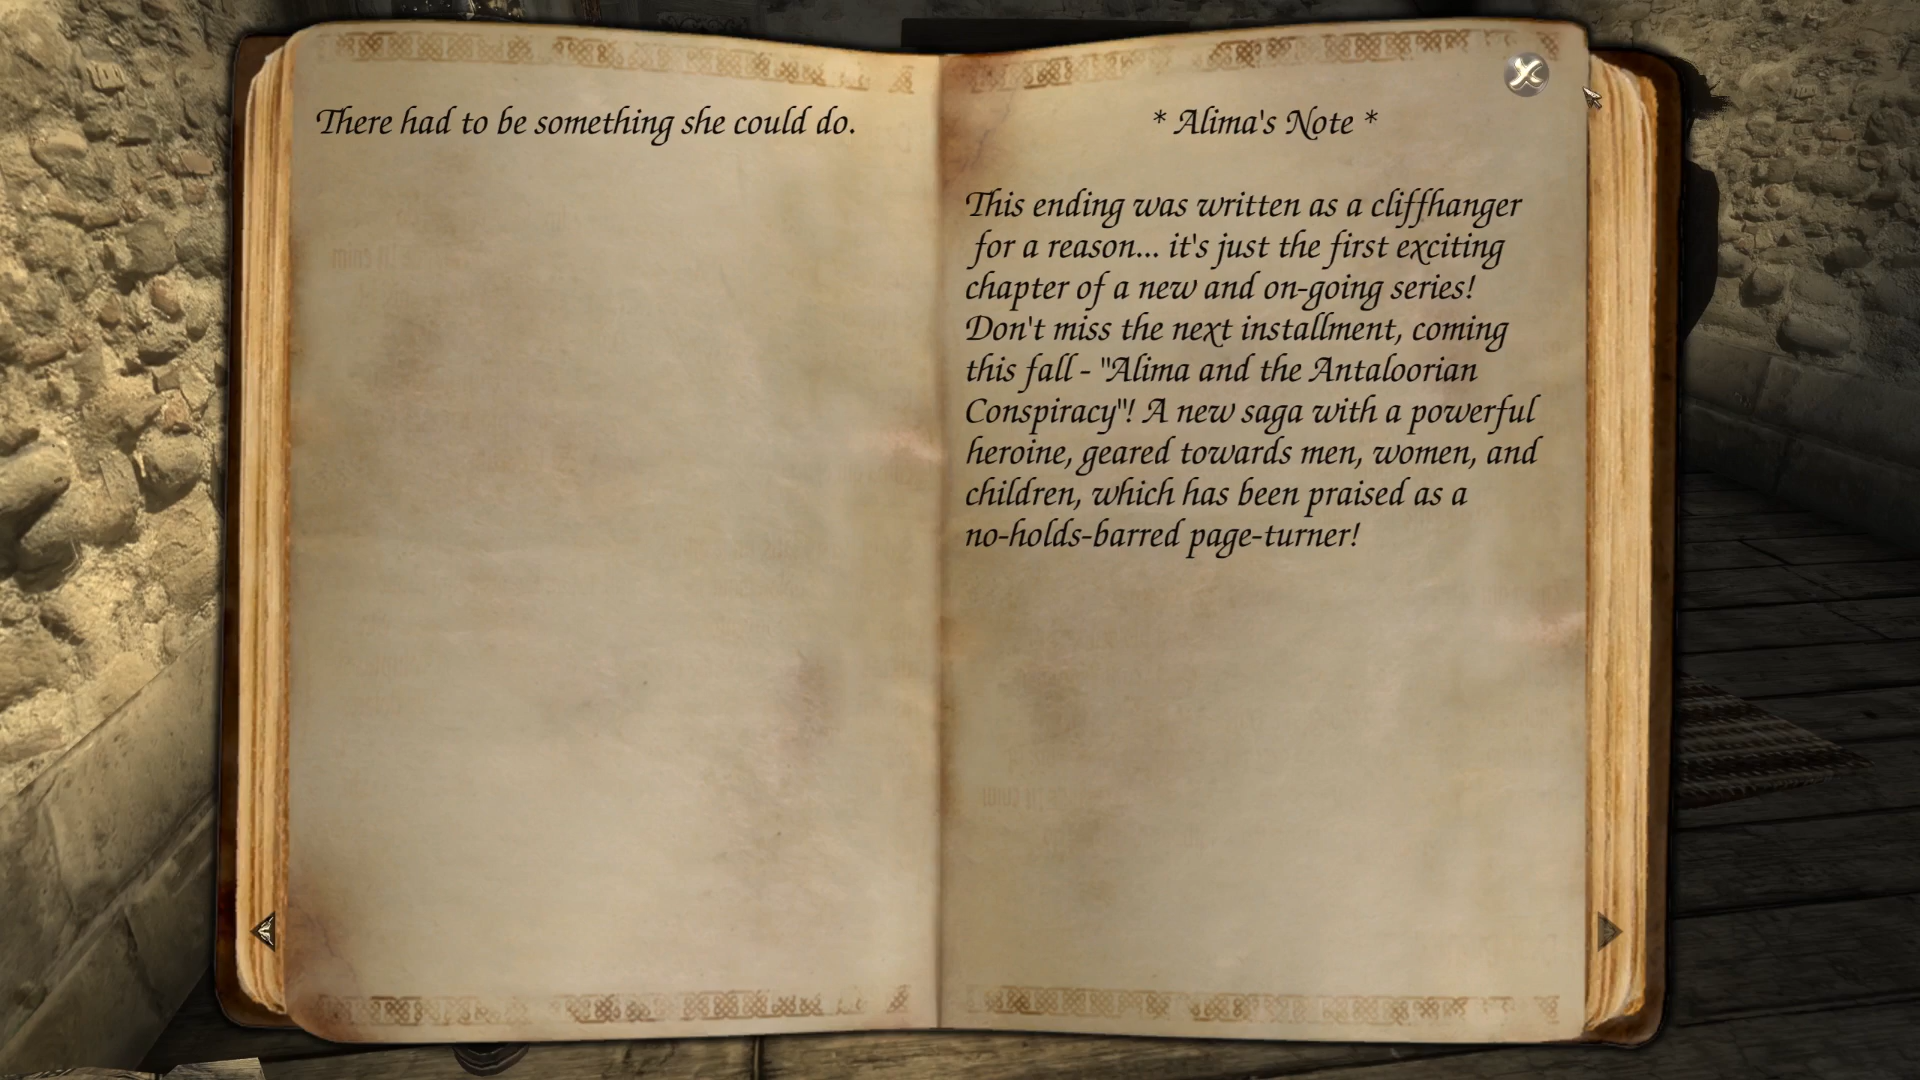 There had to be something she could do.
* Alima's Note *
This ending was written as a cliffhanger
for a reason... it's just the first exciting
chapter of a new and on-going series!
Don't miss the next installment, coming
this fall - "Alima and the Antaloorian
Conspiracy"! A new saga with a powerful
heroine, geared towards men, women, and
children, which has been praised as a
no-holds-barred page-turner!